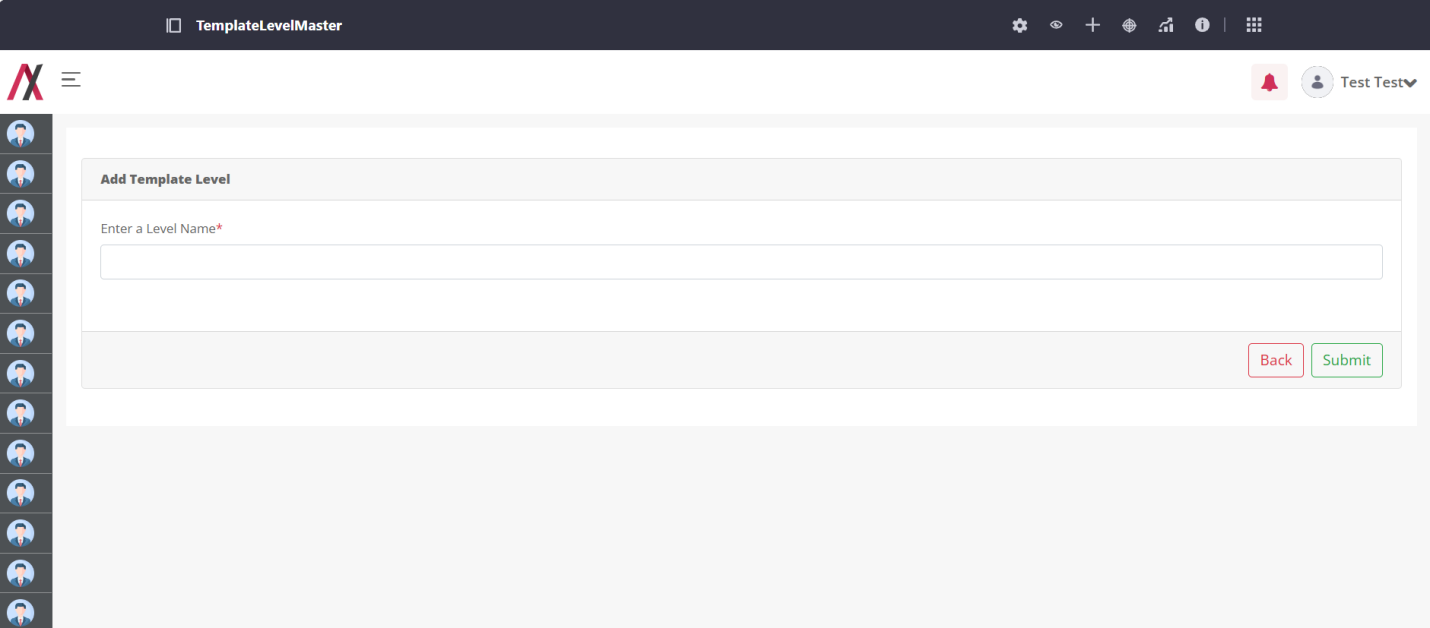 TemplateLevelMaster
Test Test
Add Template Level
Enter a Level Name*
Back
Submit